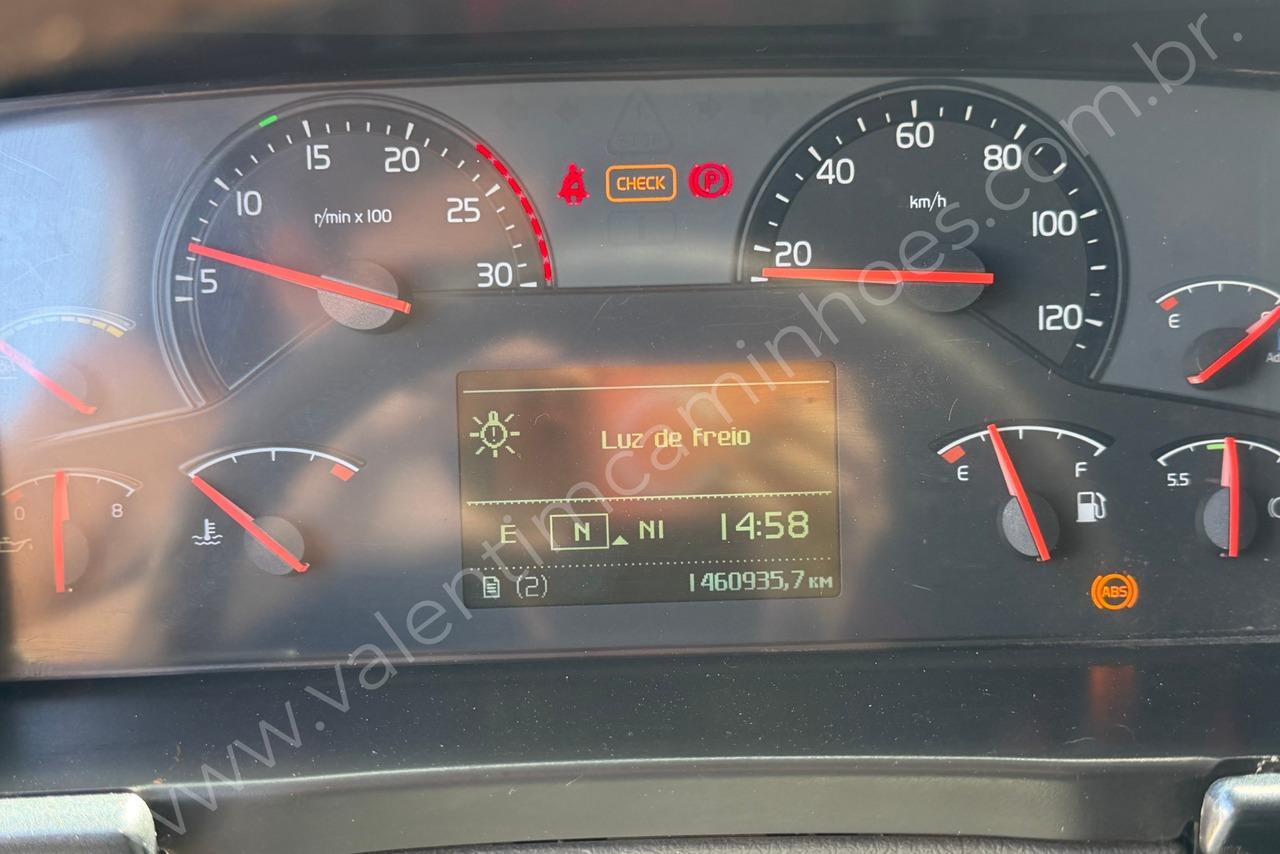 60
15 20 40 80
CHECK P
10 25 r/min x 100 km/h
5 30 20 100
120
E
Luz de freio
E F
0 8
5.5
E N N1 14:58
(2) 1460935,7 KM
ABS
www.valentimcaminhoes.com.br.